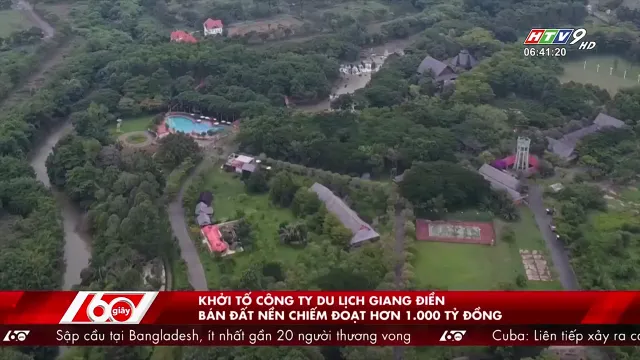 HTV9 HD
06:41:20
60 giây
KHỞI TỐ CÔNG TY DU LỊCH GIANG ĐIỀN
BÁN ĐẤT NỀN CHIẾM ĐOẠT HƠN 1.000 TỶ ĐỒNG
60 Sập cầu tại Bangladesh, ít nhất gần 20 người thương vong 60 Cuba: Liên tiếp xảy ra c